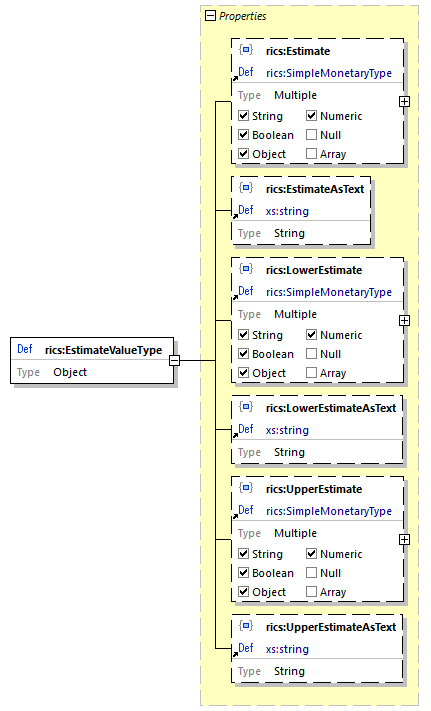 Properties
rics:Estimate
Def rics:SimpleMonetaryType
Type Multiple
String Numeric
Boolean Null
Object Array
rics:EstimateAsText
Def xs:string
Type String
rics:LowerEstimate
Def rics:SimpleMonetaryType
Type Multiple
String Numeric
Boolean Null
Object Array
Def rics:EstimateValueType
Type Object
rics:LowerEstimateAsText
Def xs:string
Type String
rics:UpperEstimate
Def rics:SimpleMonetaryType
Type Multiple
String Numeric
Boolean Null
Object Array
rics:UpperEstimateAsText
Def xs:string
Type String